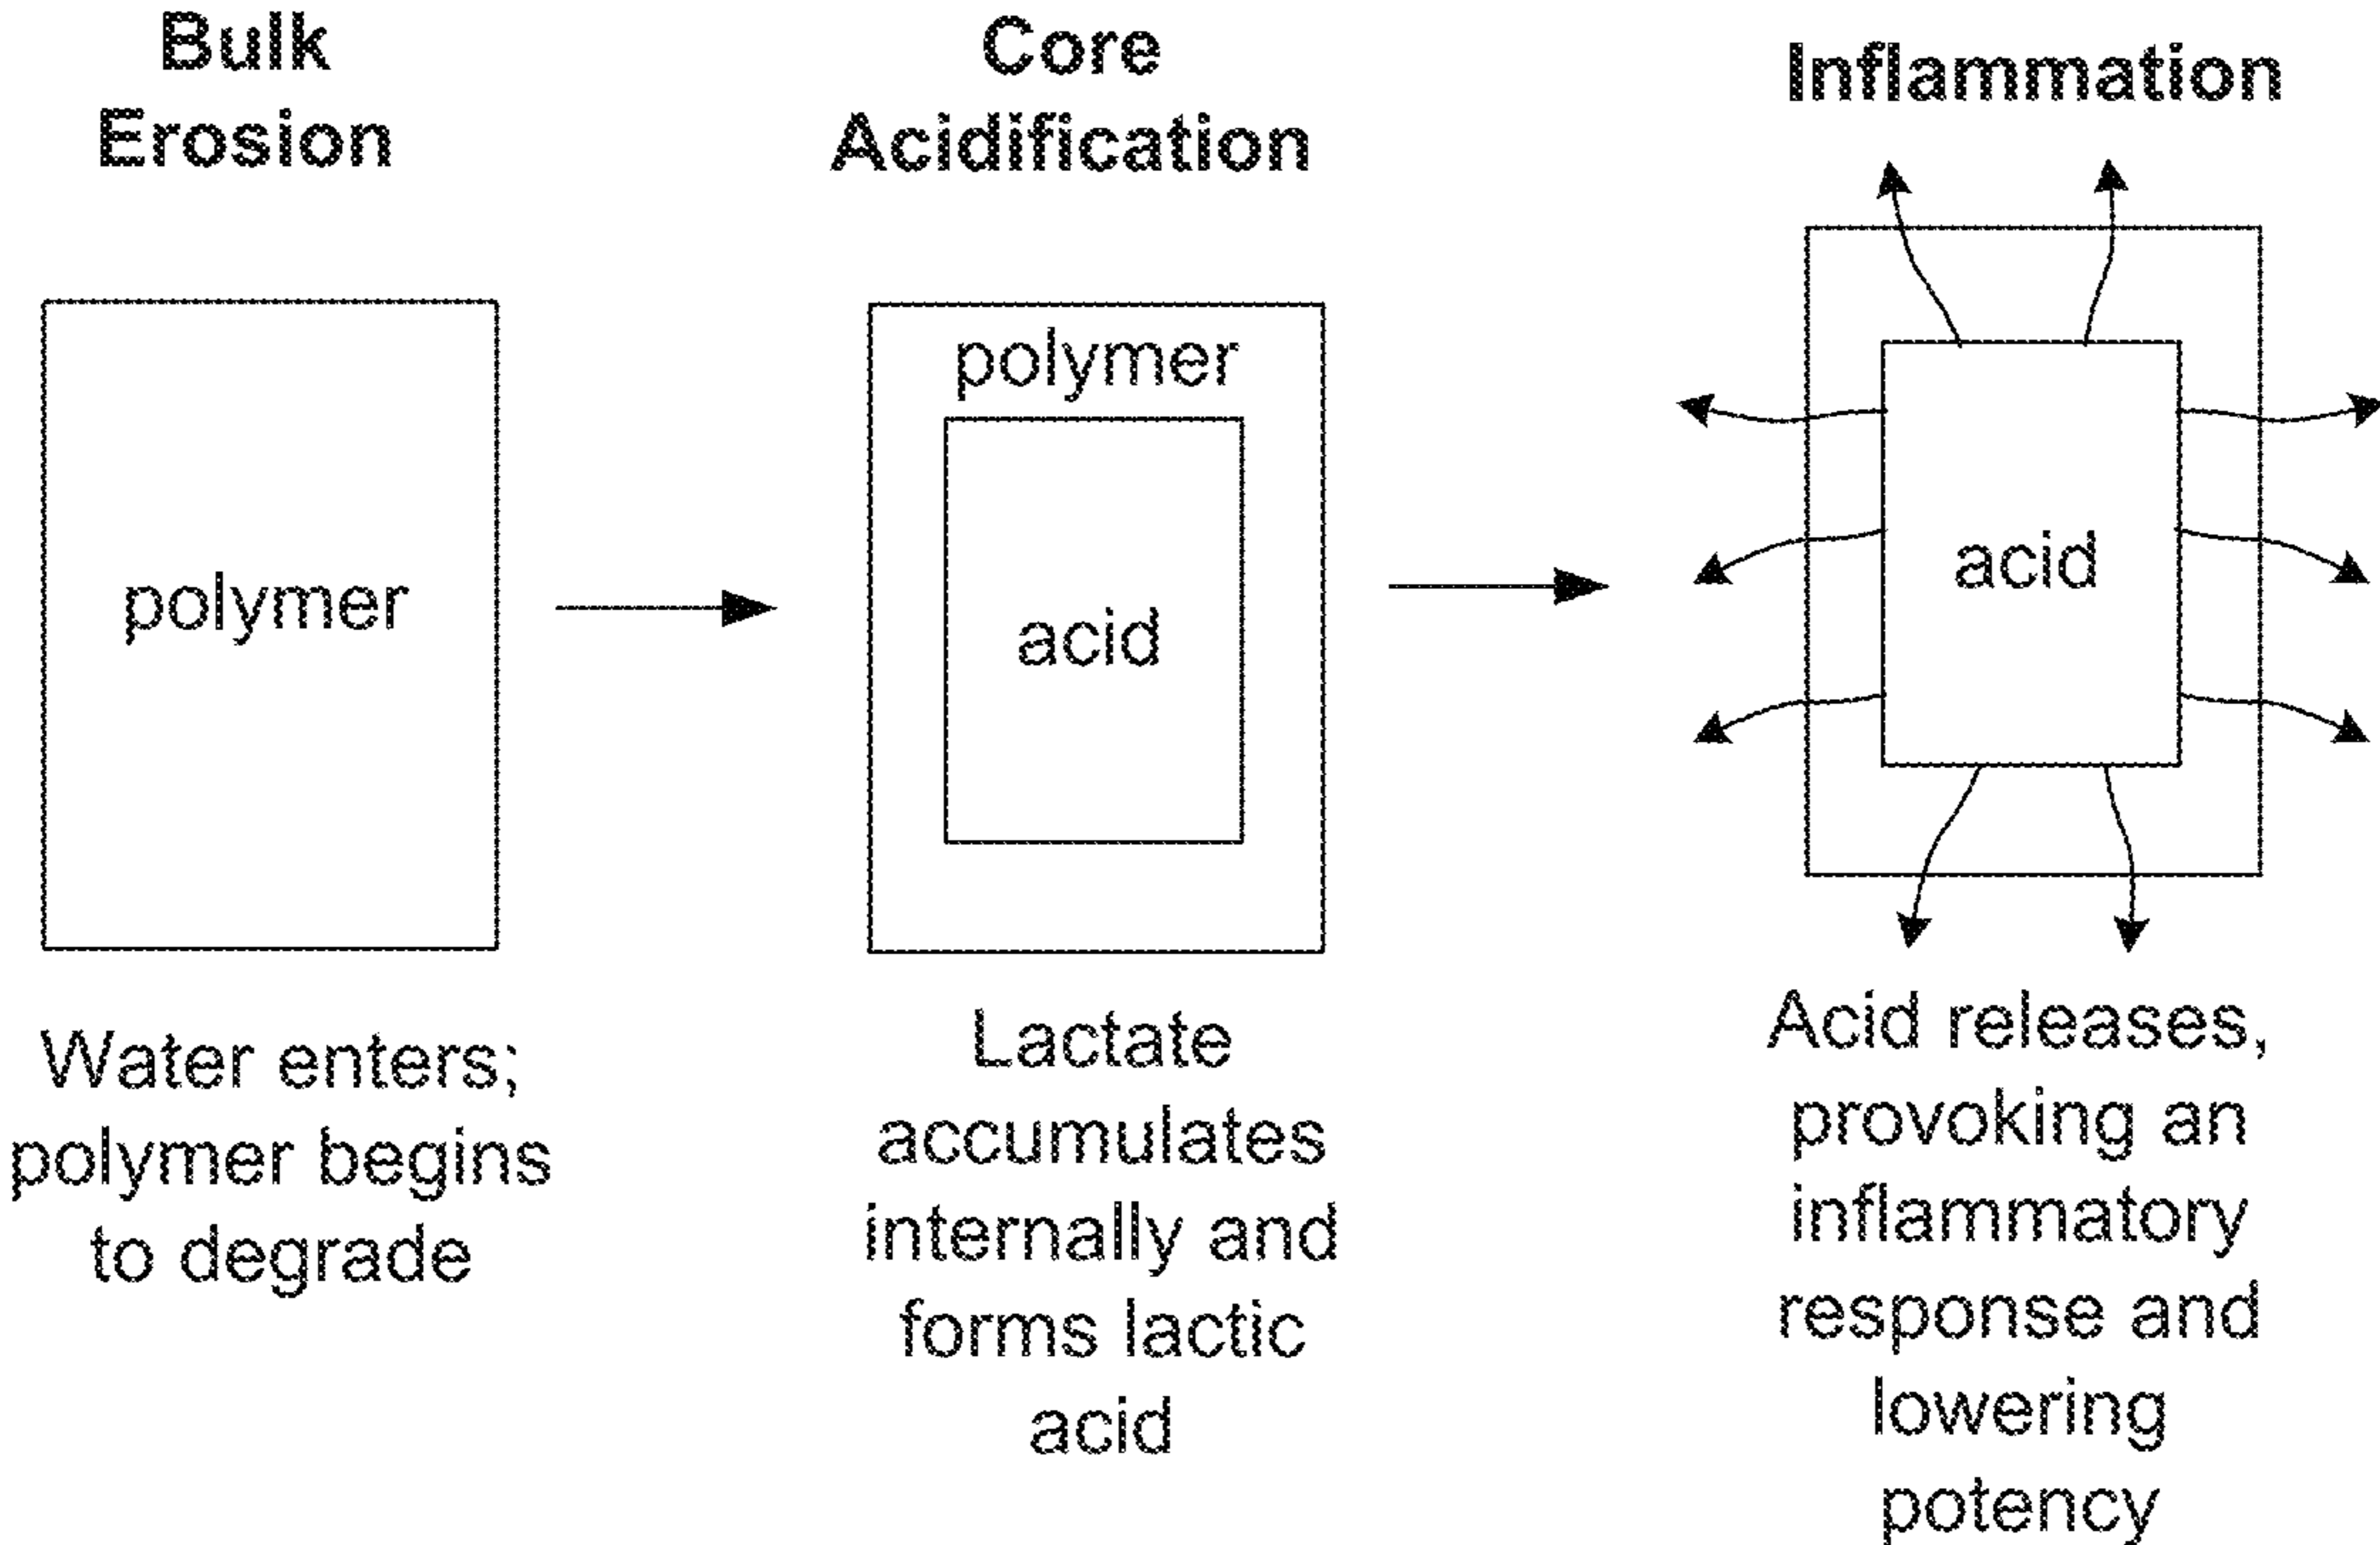 Bulk
Erosion
polymer
Water enters;
polymer begins
to degrade
Core
Acidification
polymer
acid
Lactate
accumulates
internally and
forms lactic
acid
Inflammation
acid
Acid releases,
provoking an
inflammatory
response and
lowering
potency